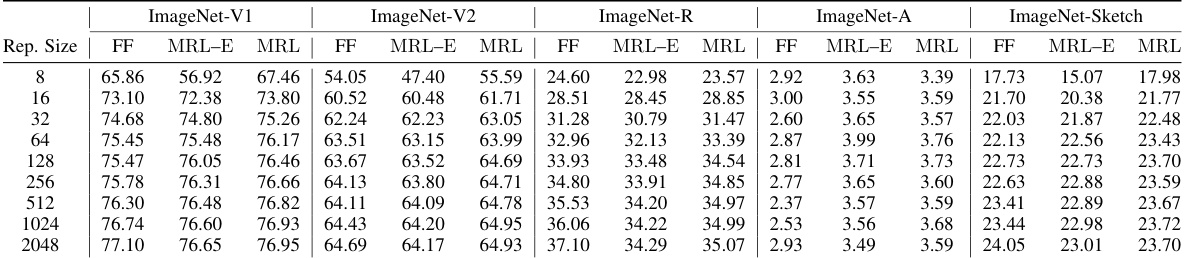 ImageNet-V1 ImageNet-V2 ImageNet-R ImageNet-A ImageNet-Sketch
Rep. Size FF MRL–E MRL FF MRL–E MRL FF MRL–E MRL FF MRL–E MRL FF MRL–E MRL
8 65.86 56.92 67.46 54.05 47.40 55.59 24.60 22.98 23.57 2.92 3.63 3.39 17.73 15.07 17.98
16 73.10 72.38 73.80 60.52 60.48 61.71 28.51 28.45 28.85 3.00 3.55 3.59 21.70 20.38 21.77
32 74.68 74.80 75.26 62.24 62.23 63.05 31.28 30.79 31.47 2.60 3.65 3.57 22.03 21.87 22.48
64 75.45 75.48 76.17 63.51 63.15 63.99 32.96 32.13 33.39 2.87 3.99 3.76 22.13 22.56 23.43
128 75.47 76.05 76.46 63.67 63.52 64.69 33.93 33.48 34.54 2.81 3.71 3.73 22.73 22.73 23.70
256 75.78 76.31 76.66 64.13 63.80 64.71 34.80 33.91 34.85 2.77 3.65 3.60 22.63 22.88 23.59
512 76.30 76.48 76.82 64.11 64.09 64.78 35.53 34.20 34.97 2.37 3.57 3.59 23.41 22.89 23.67
1024 76.74 76.60 76.93 64.43 64.20 64.95 36.06 34.22 34.99 2.53 3.56 3.68 23.44 22.98 23.72
2048 77.10 76.65 76.95 64.69 64.17 64.93 37.10 34.29 35.07 2.93 3.49 3.59 24.05 23.01 23.70